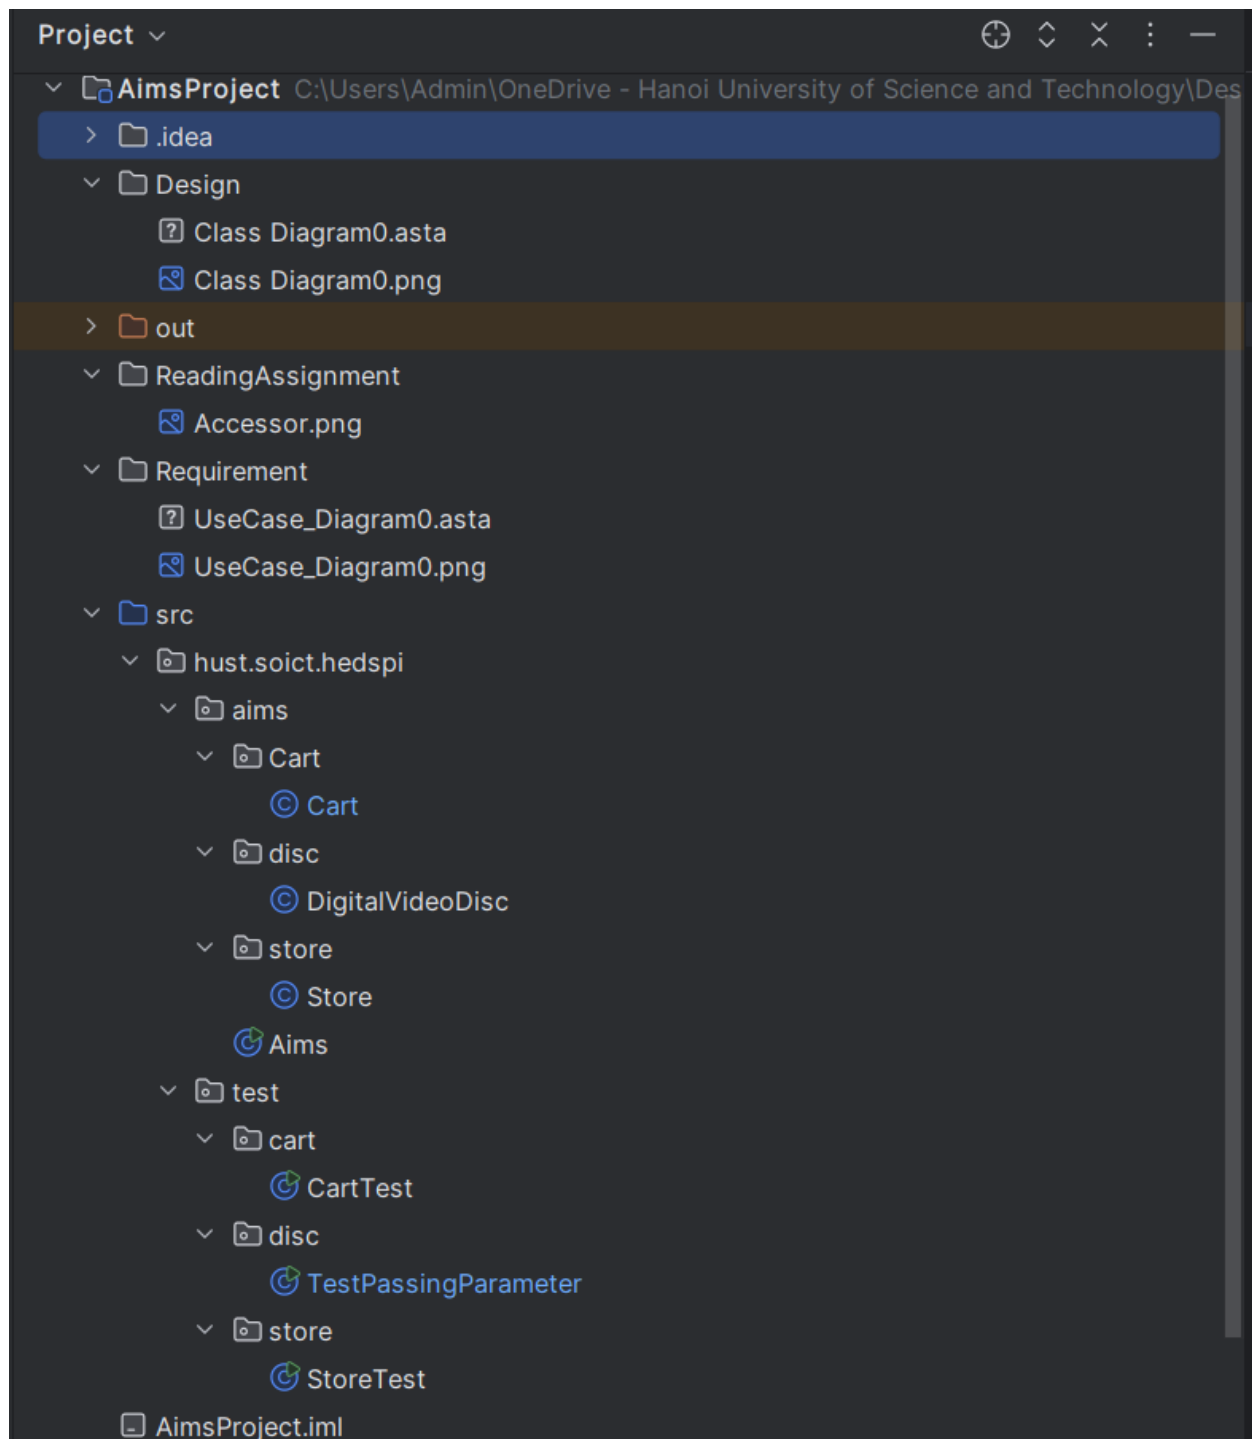 Project
AimsProject C:\Users\Admin\OneDrive - Hanoi University of Science and Technology\Des
.idea
Design
Class Diagram0.asta
Class Diagram0.png
out
ReadingAssignment
Accessor.png
Requirement
UseCase_Diagram0.asta
UseCase_Diagram0.png
src
hust.soict.hedspi
aims
Cart
Cart
disc
DigitalVideoDisc
store
Store
Aims
test
cart
CartTest
disc
TestPassingParameter
store
StoreTest
AimsProject.iml